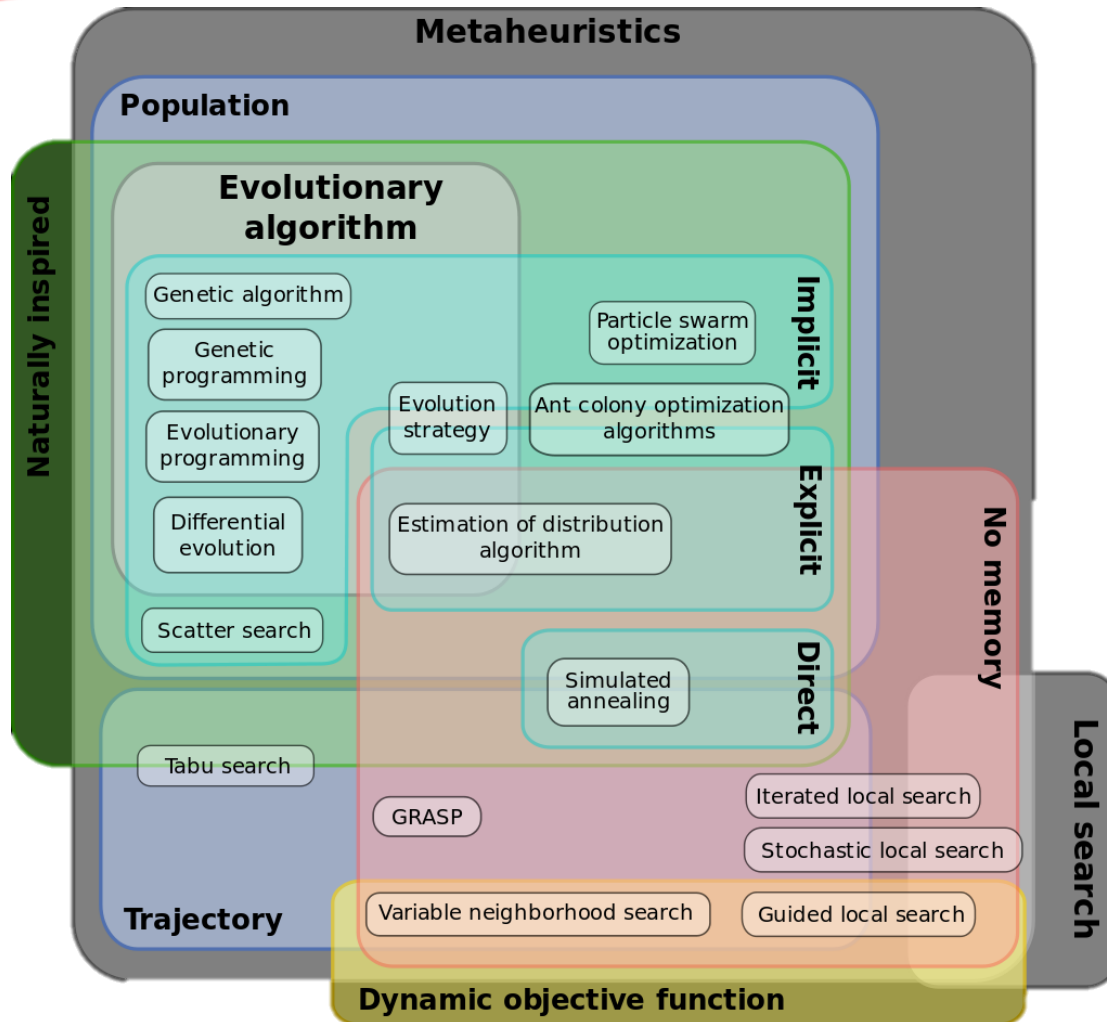 Metaheuristics
Population
Naturally inspired
Evolutionary
algorithm
Implicit
Genetic algorithm
Particle swarm
optimization
Genetic
programming
Evolution
strategy
Ant colony optimization
algorithms
Evolutionary
programming
Explicit
Differential
evolution
Estimation of distribution
algorithm
No memory
Scatter search
Direct
Simulated
annealing
Local search
Tabu search
Iterated local search
GRASP
Stochastic local search
Trajectory
Variable neighborhood search
Guided local search
Dynamic objective function